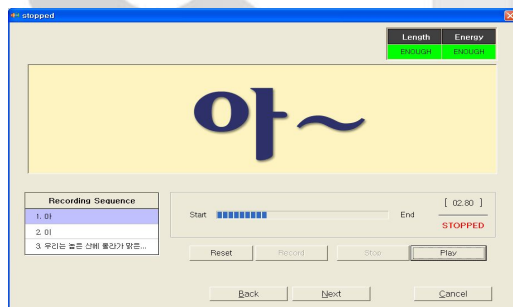 stopped
Length Energy
ENOUGH ENOUGH
아~
Recording Sequence
1. 아
2. 이
3. 우리는 높은 산에 올라가 맑은...
Start End
[ 02.80 ]
STOPPED
Reset Record Stop Play
Back Next Cancel